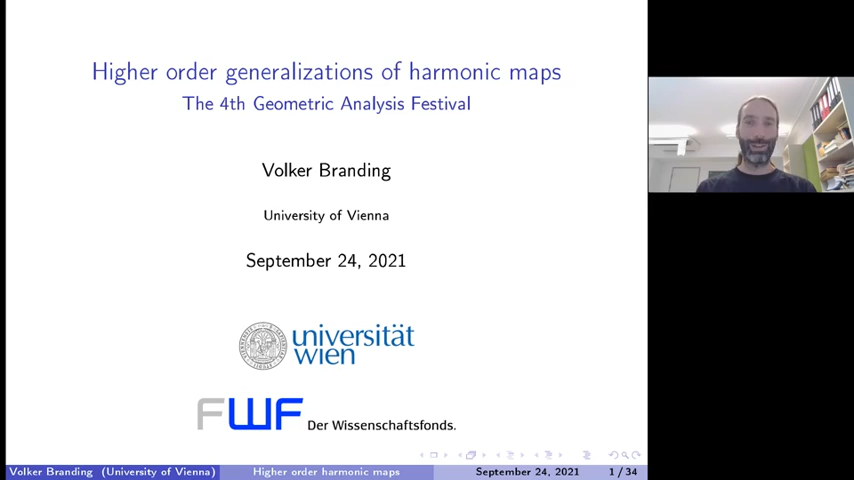 Higher order generalizations of harmonic maps
The 4th Geometric Analysis Festival
Volker Branding
University of Vienna
September 24, 2021
universität
wien
FWF Der Wissenschaftsfonds.
Volker Branding (University of Vienna) Higher order harmonic maps September 24, 2021 1 / 34